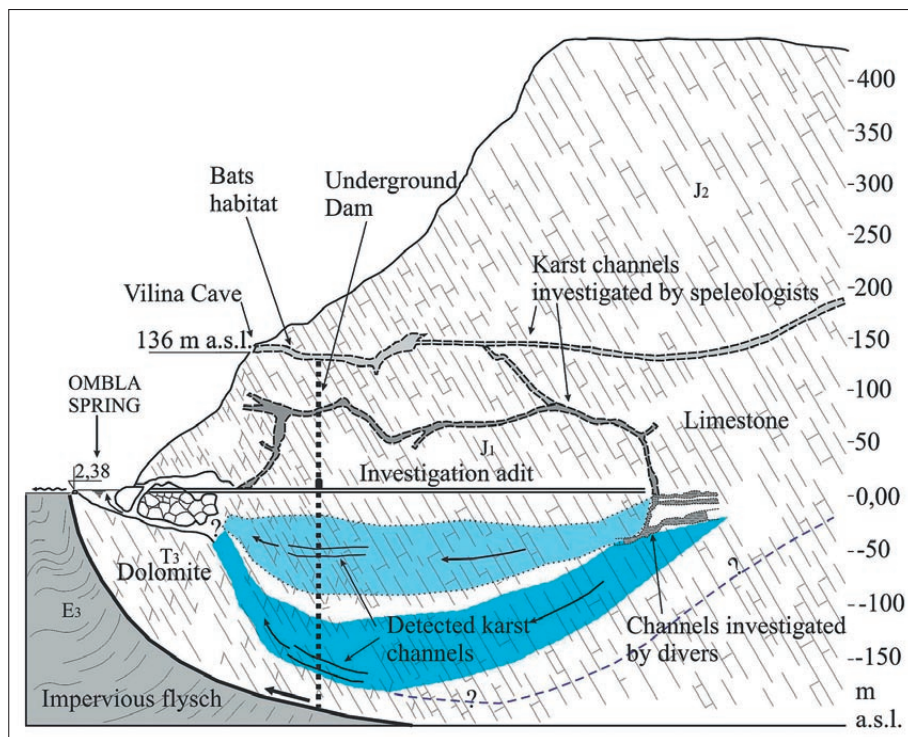 -400
-350
J2
-300
-250
-200
-150
-100
-50
-0,00
--50
--100
--150
m
a.s.l.
Bats
habitat
Underground
Dam
Karst channels
investigated by speleologists
Vilina Cave
136 m a.s.l.
OMBLA
SPRING
2,38
Limestone
J1
Investigation adit
?
T3
Dolomite
E3
?
Detected karst
channels
Channels investigated
by divers
?
Impervious flysch